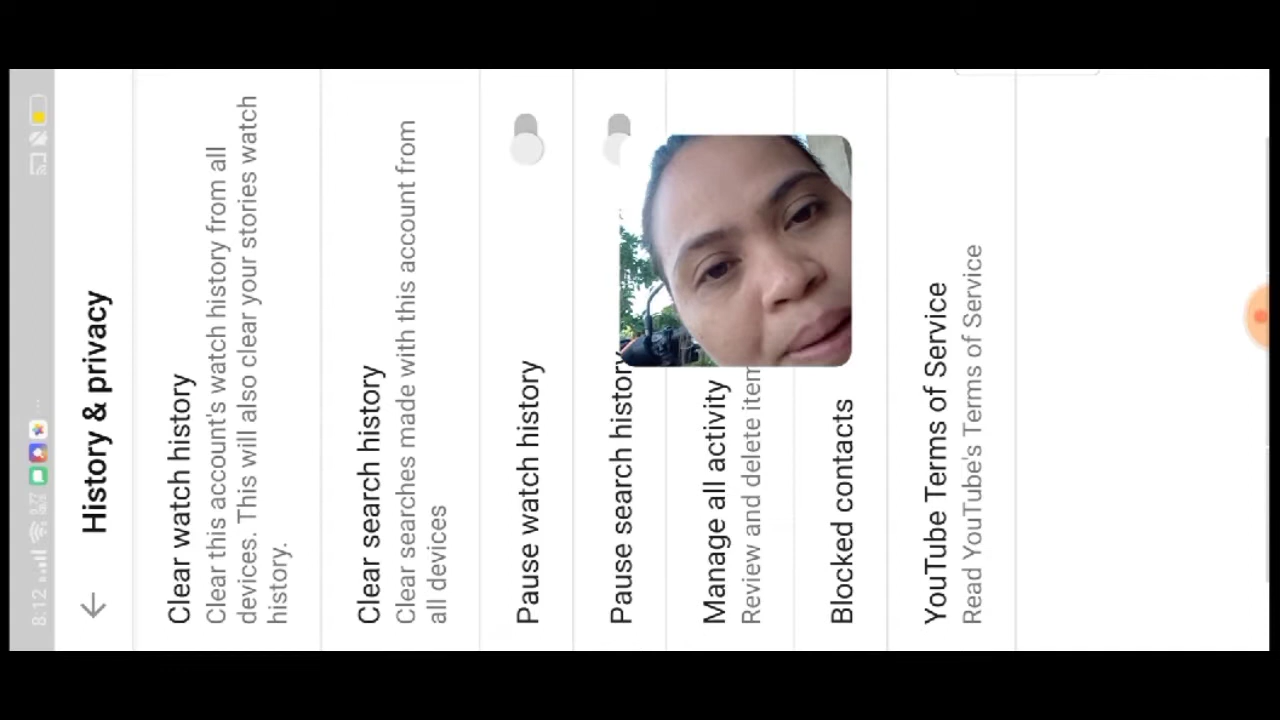 8:12
History & privacy
Clear watch history
Clear this account's watch history from all
devices. This will also clear your stories watch
history.
Clear search history
Clear searches made with this account from
all devices
Pause watch history
Pause search history
Manage all activity
Review and delete item
Blocked contacts
YouTube Terms of Service
Read YouTube's Terms of Service